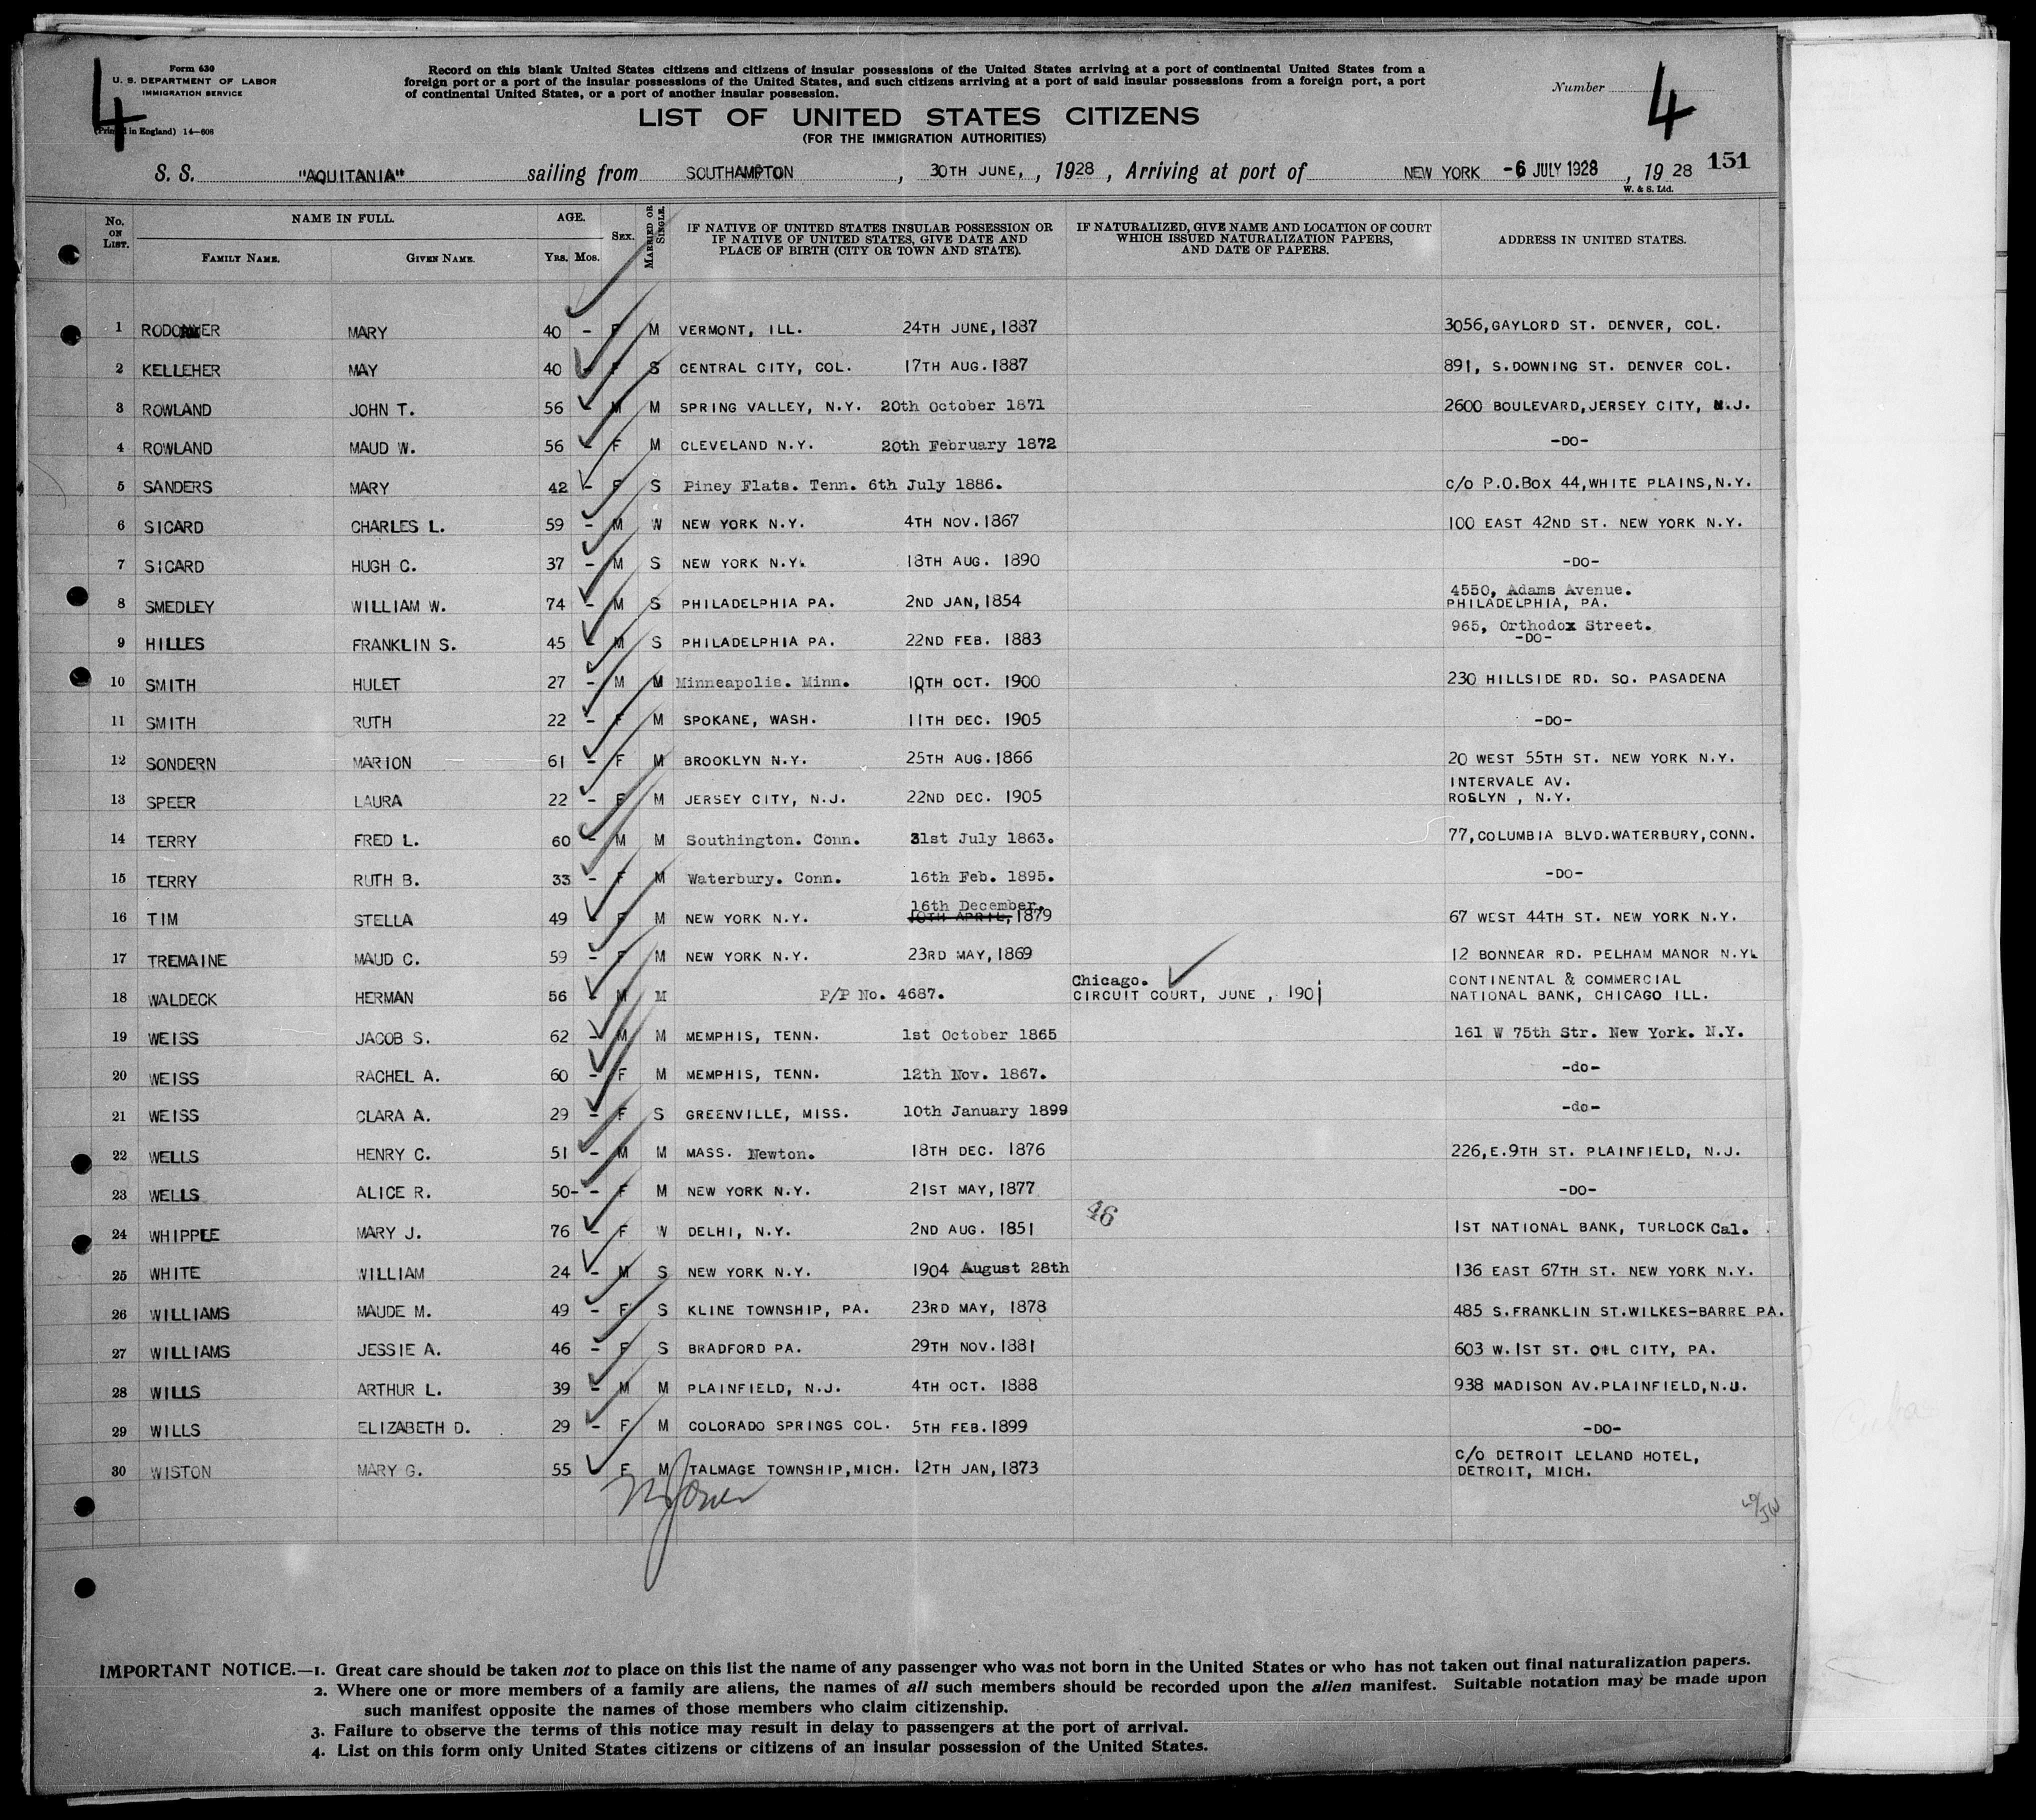 4
Form 630
U. S. DEPARTMENT OF LABOR
IMMIGRATION SERVICE
(Printed in England) 14—608
Record on this blank United States citizens and citizens of insular possessions of the United States arriving at a port of continental United States from a
foreign port or a port of the insular possessions of the United States, and such citizens arriving at a port of said insular possessions from a foreign port, a port
of continental United States, or a port of another insular possession.
Number 4
LIST OF UNITED STATES CITIZENS
(FOR THE IMMIGRATION AUTHORITIES)
S. S. "AQUITANIA" sailing from SOUTHAMPTON , 30TH JUNE, , 1928 , Arriving at port of NEW YORK -6 JULY 1928 , 1928 151
W. & S. Ltd.
No. ON LIST. NAME IN FULL. AGE. SEX. MARRIED OR SINGLE. IF NATIVE OF UNITED STATES INSULAR POSSESSION OR IF NATIVE OF UNITED STATES, GIVE DATE AND PLACE OF BIRTH (CITY OR TOWN AND STATE). IF NATURALIZED, GIVE NAME AND LOCATION OF COURT WHICH ISSUED NATURALIZATION PAPERS, AND DATE OF PAPERS. ADDRESS IN UNITED STATES.
FAMILY NAME. GIVEN NAME. YRS. MOS.
1 MARY 40 - F M VERMONT, ILL. 24TH JUNE, 1887 3056, GAYLORD ST. DENVER, COL.
2 KELLEHER MAY 40 - F S CENTRAL CITY, COL. 17TH AUG. 1887 891, S. DOWNING ST. DENVER COL.
3 ROWLAND JOHN T. 56 - M M SPRING VALLEY, N.Y. 20th October 1871 2600 BOULEVARD, JERSEY CITY, N.J.
4 ROWLAND MAUD W. 56 - F M CLEVELAND N.Y. 20th February 1872 -DO-
5 SANDERS MARY 42 - F S Piney Flats. Tenn. 6th July 1886. C/O P.O.BOX 44, WHITE PLAINS, N.Y.
6 SICARD CHARLES L. 59 - M W NEW YORK N.Y. 4TH NOV. 1867 100 EAST 42ND ST. NEW YORK N.Y.
7 SICARD HUGH C. 37 - M S NEW YORK N.Y. 18TH AUG. 1890 -DO-
8 SMEDLEY WILLIAM W. 74 - M S PHILADELPHIA PA. 2ND JAN, 1854 4550, Adams Avenue.
PHILADELPHIA, PA.
9 HILLES FRANKLIN S. 45 - M S PHILADELPHIA PA. 22ND FEB. 1883 965, Orthodox Street.
-DO-
10 SMITH HULET 27 - M M Minneapolis. Minn. 10TH OCT. 1900 230 HILLSIDE RD. SO. PASADENA
11 SMITH RUTH 22 - F M SPOKANE, WASH. 11TH DEC. 1905 -DO-
12 SONDERN MARION 61 - F M BROOKLYN N.Y. 25TH AUG. 1866 20 WEST 55TH ST. NEW YORK N.Y.
13 SPEER LAURA 22 - F M JERSEY CITY, N.J. 22ND DEC. 1905 INTERVALE AV.
ROSLYN , N.Y.
14 TERRY FRED L. 60 - M M Southington. Conn. 31st July 1863. 77, COLUMBIA BLVD. WATERBURY, CONN.
15 TERRY RUTH B. 33 - F M Waterbury. Conn. 16th Feb. 1895. -DO-
16th December,
16 TIM STELLA 49 - F M NEW YORK N.Y. 10TH APRIL, 1879 67 WEST 44TH ST. NEW YORK N.Y.
17 TREMAINE MAUD C. 59 - F M NEW YORK N.Y. 23RD MAY, 1869 12 BONNEAR RD. PELHAM MANOR N.Y.
Chicago. CONTINENTAL & COMMERCIAL
18 WALDECK HERMAN 56 - M M P/P No. 4687. CIRCUIT COURT, JUNE , 1901 NATIONAL BANK, CHICAGO ILL.
19 WEISS JACOB S. 62 - M M MEMPHIS, TENN. 1st October 1865 161 W 75th Str. New York. N.Y.
20 WEISS RACHEL A. 60 - F M MEMPHIS, TENN. 12th Nov. 1867. -do-
21 WEISS CLARA A. 29 - F S GREENVILLE, MISS. 10th January 1899 -do-
22 WELLS HENRY C. 51 - M M MASS. Newton. 18TH DEC. 1876 226, E. 9TH ST. PLAINFIELD, N.J.
23 WELLS ALICE R. 50- - F M NEW YORK N.Y. 21ST MAY, 1877 -DO-
46
24 WHIPPLE MARY J. 76 - F W DELHI, N.Y. 2ND AUG. 1851 1ST NATIONAL BANK, TURLOCK Cal.
25 WHITE WILLIAM 24 - M S NEW YORK N.Y. 1904 August 28th 136 EAST 67TH ST. NEW YORK N.Y.
26 WILLIAMS MAUDE M. 49 - F S KLINE TOWNSHIP, PA. 23RD MAY, 1878 485 S. FRANKLIN ST. WILKES-BARRE PA.
27 WILLIAMS JESSIE A. 46 - F S BRADFORD PA. 29TH NOV. 1881 603 W. 1ST ST. OIL CITY, PA.
28 WILLS ARTHUR L. 39 - M M PLAINFIELD, N.J. 4TH OCT. 1888 938 MADISON AV. PLAINFIELD, N.J.
29 WILLS ELIZABETH D. 29 - F M COLORADO SPRINGS COL. 5TH FEB. 1899 -DO-
30 WISTON MARY G. 55 - F M TALMAGE TOWNSHIP, MICH. 12TH JAN, 1873 C/O DETROIT LELAND HOTEL,
DETROIT, MICH.
IMPORTANT NOTICE.—1. Great care should be taken not to place on this list the name of any passenger who was not born in the United States or who has not taken out final naturalization papers.
2. Where one or more members of a family are aliens, the names of all such members should be recorded upon the alien manifest. Suitable notation may be made upon
such manifest opposite the names of those members who claim citizenship.
3. Failure to observe the terms of this notice may result in delay to passengers at the port of arrival.
4. List on this form only United States citizens or citizens of an insular possession of the United States.